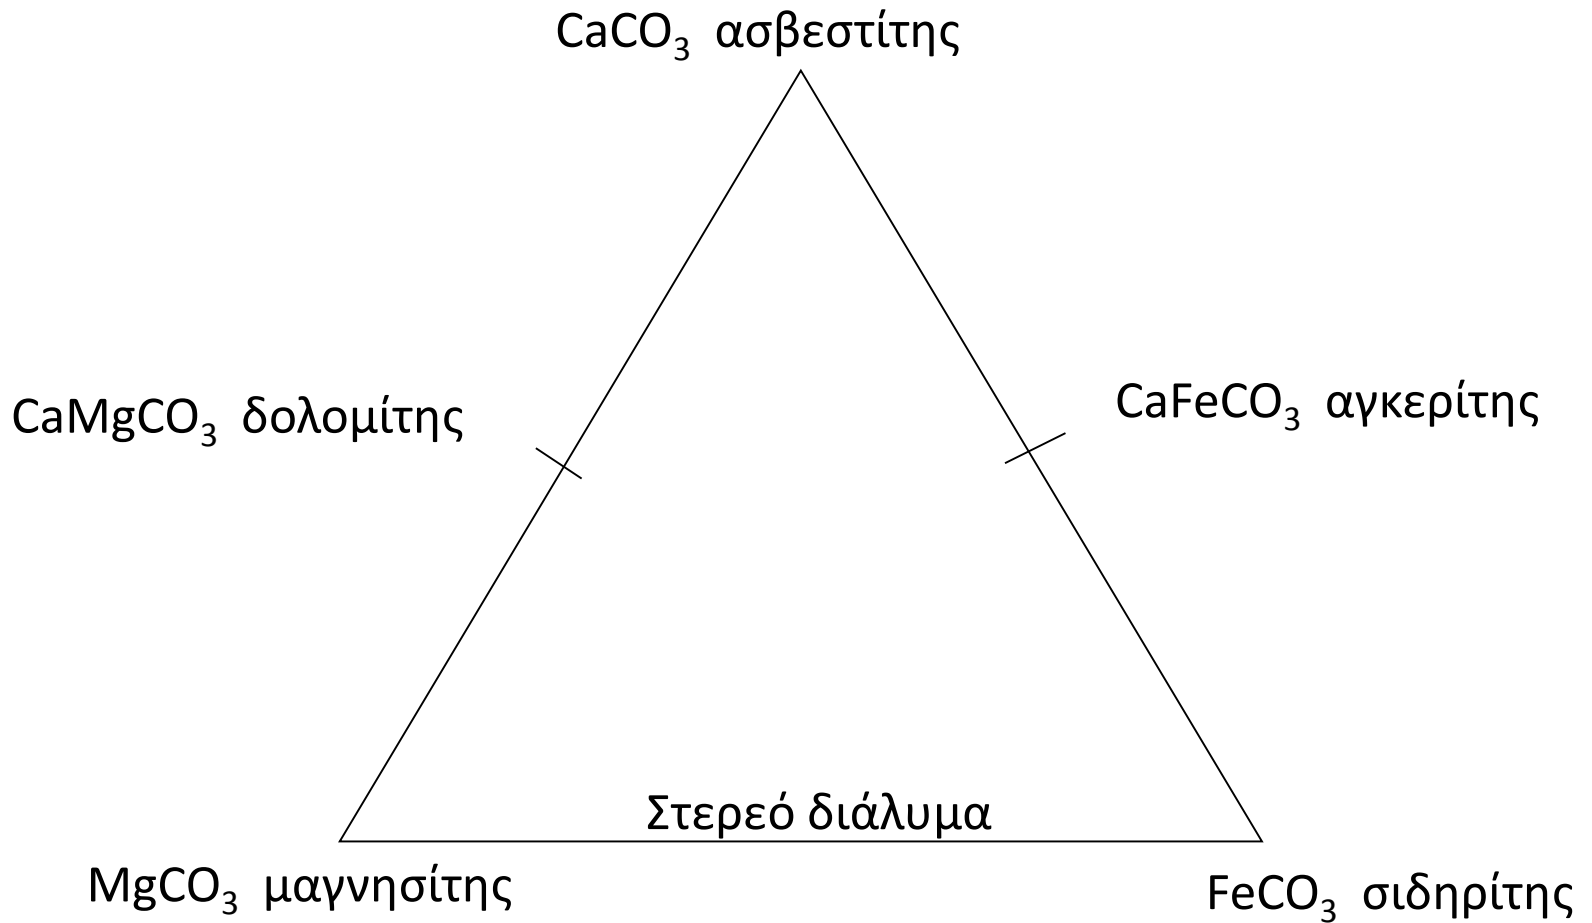 CaCO₃ ασβεστίτης
CaMgCO₃ δολομίτης
CaFeCO₃ αγκερίτης
Στερεό διάλυμα
MgCO₃ μαγνησίτης
FeCO₃ σιδηρίτης